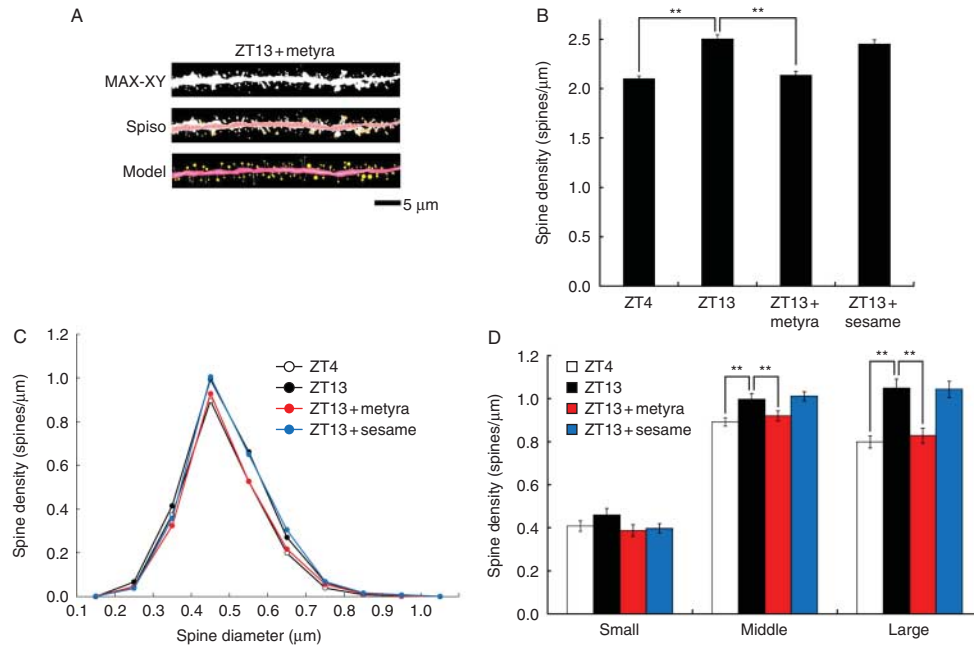 A
ZT13+metyra
MAX-XY
Spiso
Model
5 μm
B
Spine density (spines/μm)
2.5
2.0
1.5
1.0
0.5
0.0
**
**
ZT4
ZT13
ZT13+
metyra
ZT13+
sesame
C
Spine density (spines/μm)
1.2
1.0
0.8
0.6
0.4
0.2
0.0
0.1 0.2 0.3 0.4 0.5 0.6 0.7 0.8 0.9 1.0 1.1
Spine diameter (μm)
ZT4
ZT13
ZT13+metyra
ZT13+sesame
D
Spine density (spines/μm)
1.2
1.0
0.8
0.6
0.4
0.2
0.0
ZT4
ZT13
ZT13+metyra
ZT13+sesame
** **
** **
Small Middle Large